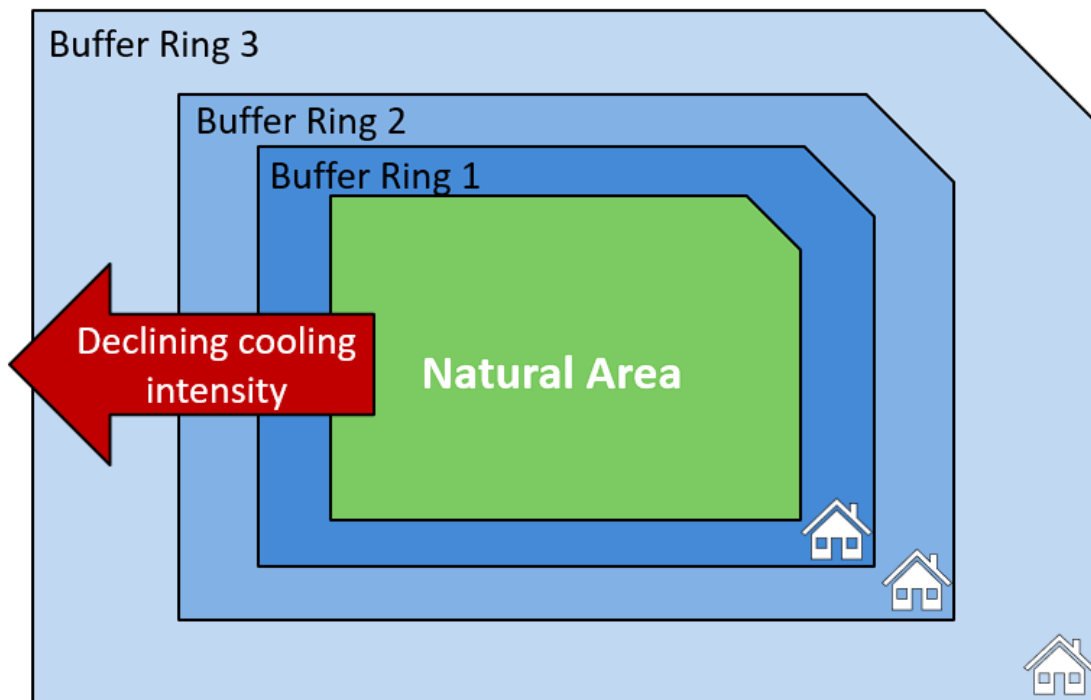 Buffer Ring 3
Buffer Ring 2
Buffer Ring 1
Declining cooling
intensity
Natural Area